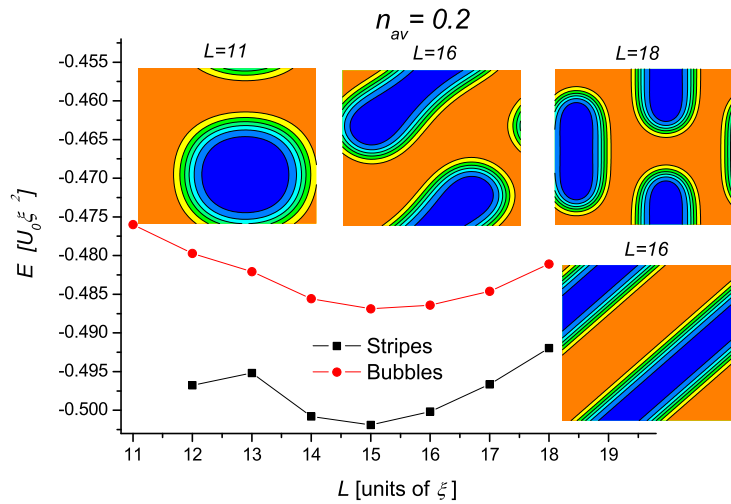 n_av = 0.2
L=11
L=16
L=18
L=16
E [U_0 ξ^-2]
-0.455
-0.460
-0.465
-0.470
-0.475
-0.480
-0.485
-0.490
-0.495
-0.500
Stripes
Bubbles
11 12 13 14 15 16 17 18 19
L [units of ξ]